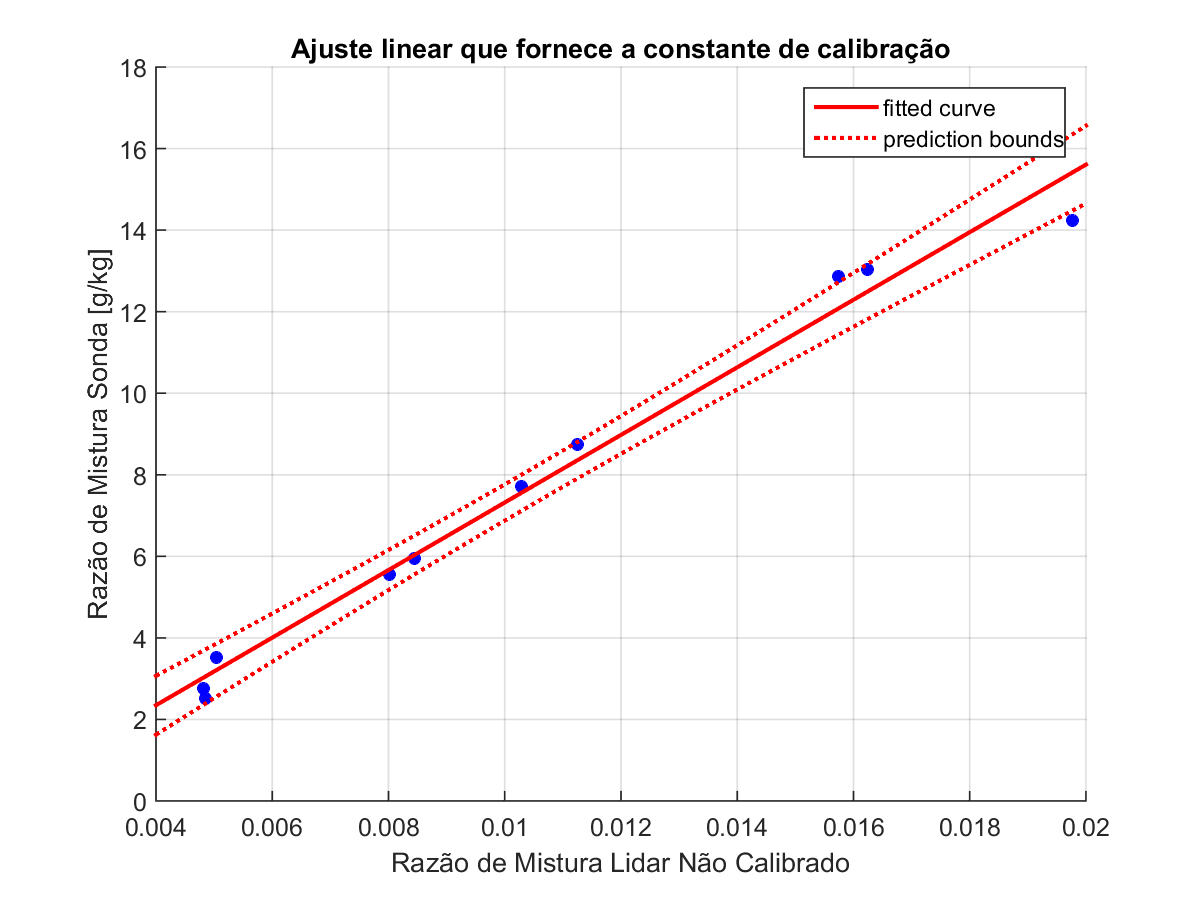 Ajuste linear que fornece a constante de calibração
fitted curve
prediction bounds
Razão de Mistura Sonda [g/kg]
18
16
14
12
10
8
6
4
2
0
0.004 0.006 0.008 0.01 0.012 0.014 0.016 0.018 0.02
Razão de Mistura Lidar Não Calibrado